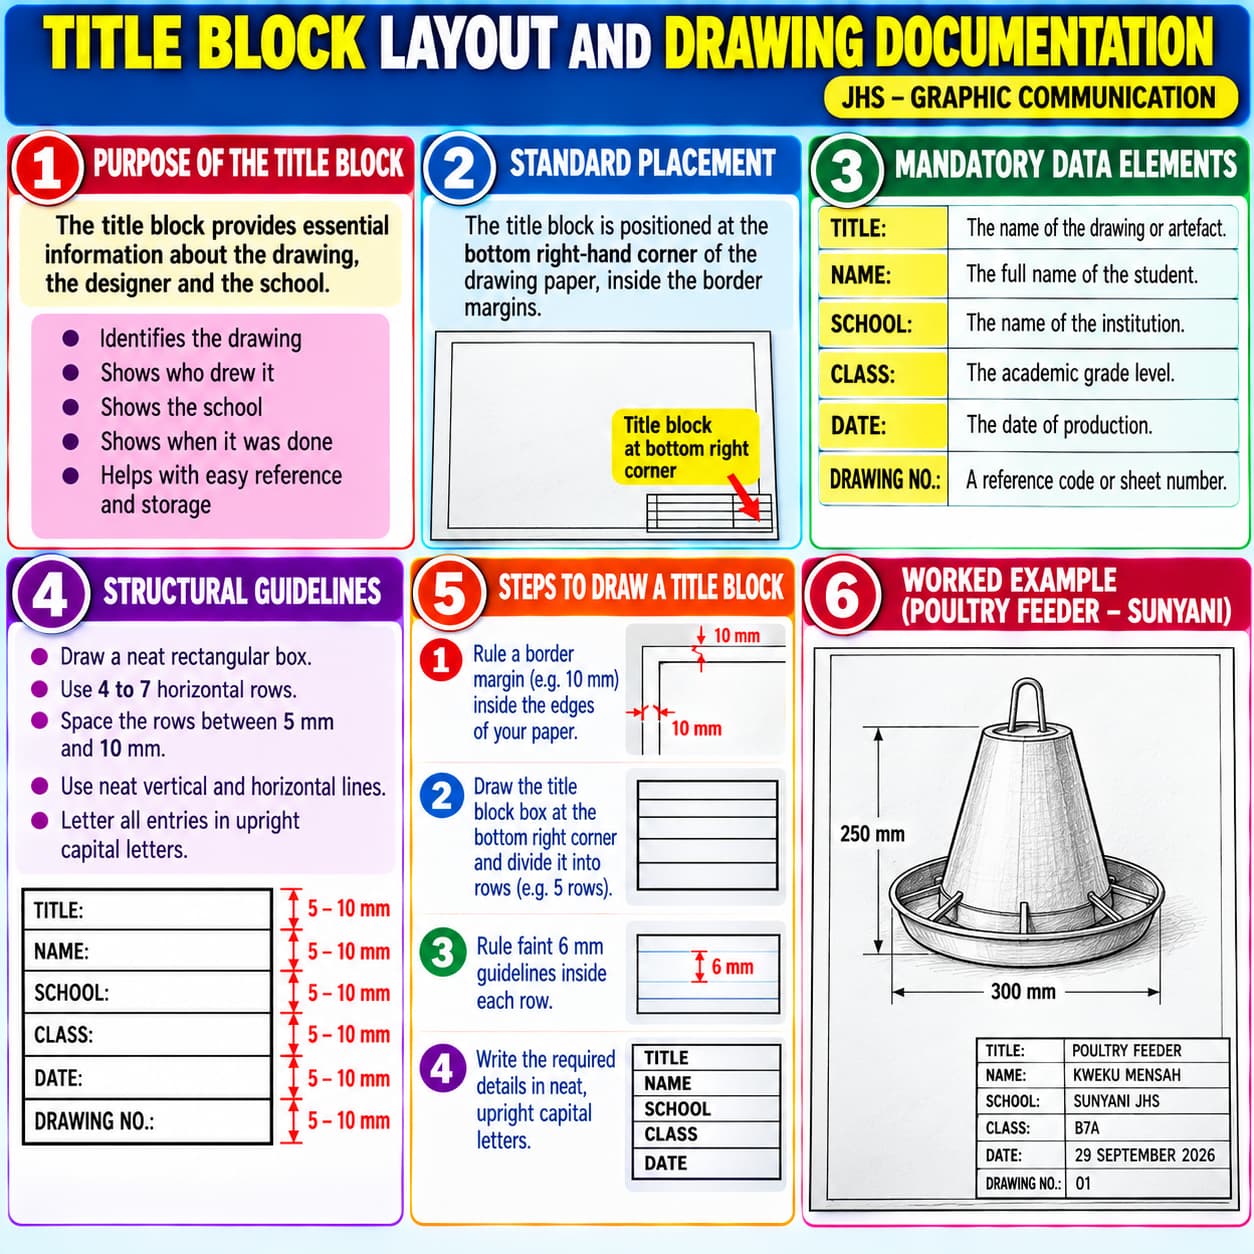 TITLE BLOCK LAYOUT AND DRAWING DOCUMENTATION
JHS – GRAPHIC COMMUNICATION
1 PURPOSE OF THE TITLE BLOCK
The title block provides essential
information about the drawing,
the designer and the school.
● Identifies the drawing
● Shows who drew it
● Shows the school
● Shows when it was done
● Helps with easy reference
and storage
2 STANDARD PLACEMENT
The title block is positioned at the
bottom right-hand corner of the
drawing paper, inside the border
margins.
Title block
at bottom right
corner
3 MANDATORY DATA ELEMENTS
TITLE: The name of the drawing or artefact.
NAME: The full name of the student.
SCHOOL: The name of the institution.
CLASS: The academic grade level.
DATE: The date of production.
DRAWING NO.: A reference code or sheet number.
4 STRUCTURAL GUIDELINES
● Draw a neat rectangular box.
● Use 4 to 7 horizontal rows.
● Space the rows between 5 mm
and 10 mm.
● Use neat vertical and horizontal lines.
● Letter all entries in upright
capital letters.
TITLE: 5 – 10 mm
NAME: 5 – 10 mm
SCHOOL: 5 – 10 mm
CLASS: 5 – 10 mm
DATE: 5 – 10 mm
DRAWING NO.: 5 – 10 mm
5 STEPS TO DRAW A TITLE BLOCK
1 Rule a border
margin (e.g. 10 mm)
inside the edges
of your paper.
10 mm
10 mm
2 Draw the title
block box at the
bottom right corner
and divide it into
rows (e.g. 5 rows).
3 Rule faint 6 mm
guidelines inside
each row.
6 mm
4 Write the required
details in neat,
upright capital
letters.
TITLE
NAME
SCHOOL
CLASS
DATE
6 WORKED EXAMPLE
(POULTRY FEEDER – SUNYANI)
250 mm
300 mm
TITLE: POULTRY FEEDER
NAME: KWEKU MENSAH
SCHOOL: SUNYANI JHS
CLASS: B7A
DATE: 29 SEPTEMBER 2026
DRAWING NO.: 01